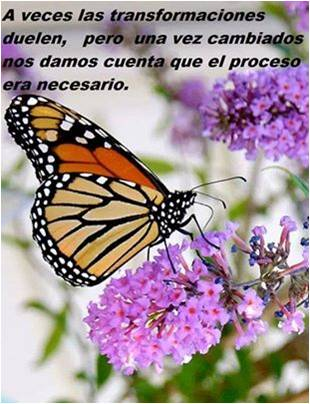 A veces las transformaciones
duelen, pero una vez cambiados
nos damos cuenta que el proceso
era necesario.